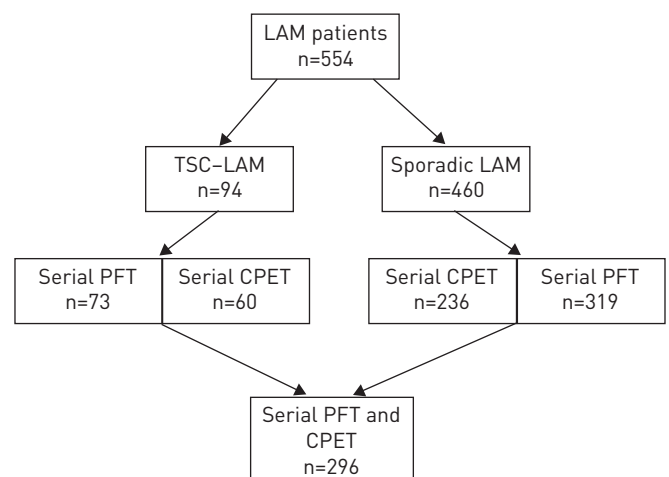 LAM patients
n=554
TSC–LAM
n=94
Sporadic LAM
n=460
Serial PFT
n=73
Serial CPET
n=60
Serial CPET
n=236
Serial PFT
n=319
Serial PFT and
CPET
n=296